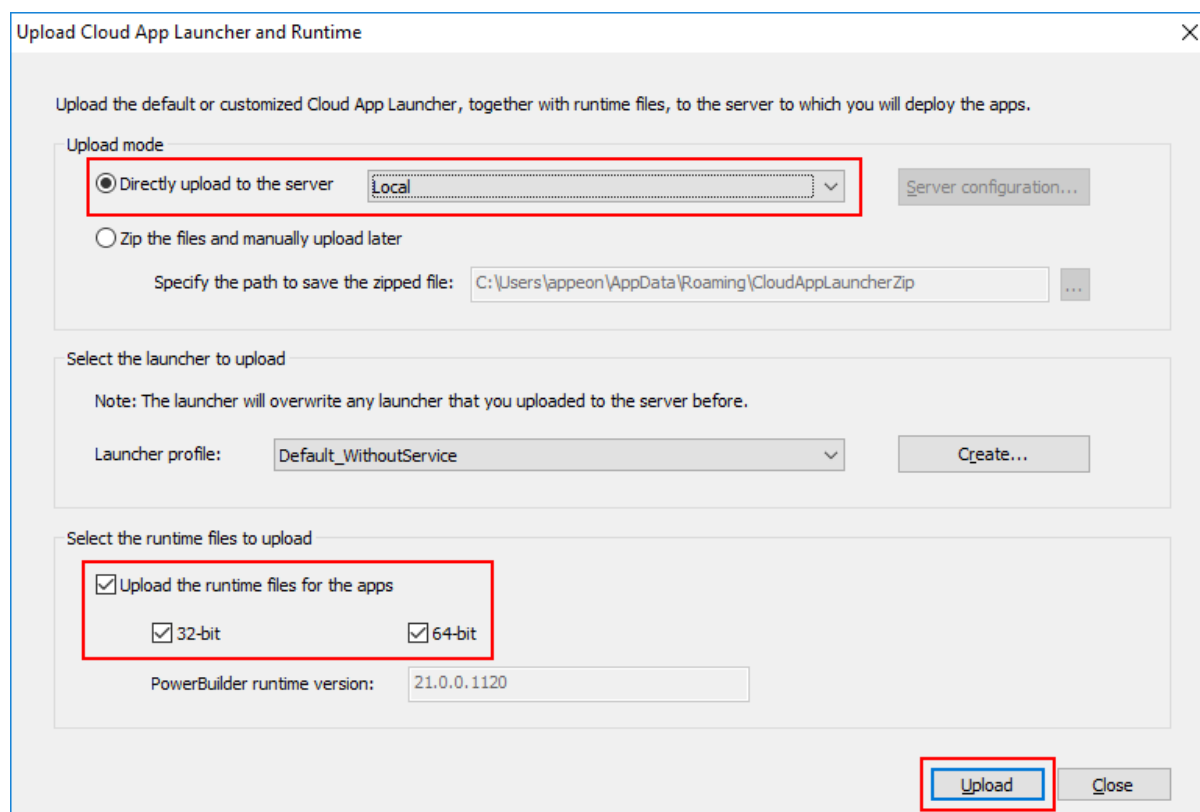 Upload Cloud App Launcher and Runtime
Upload the default or customized Cloud App Launcher, together with runtime files, to the server to which you will deploy the apps.
Upload mode
Directly upload to the server Local Server configuration...
Zip the files and manually upload later
Specify the path to save the zipped file: C:\Users\appeon\AppData\Roaming\CloudAppLauncherZip ...
Select the launcher to upload
Note: The launcher will overwrite any launcher that you uploaded to the server before.
Launcher profile: Default_WithoutService Create...
Select the runtime files to upload
Upload the runtime files for the apps
32-bit 64-bit
PowerBuilder runtime version: 21.0.0.1120
Upload Close